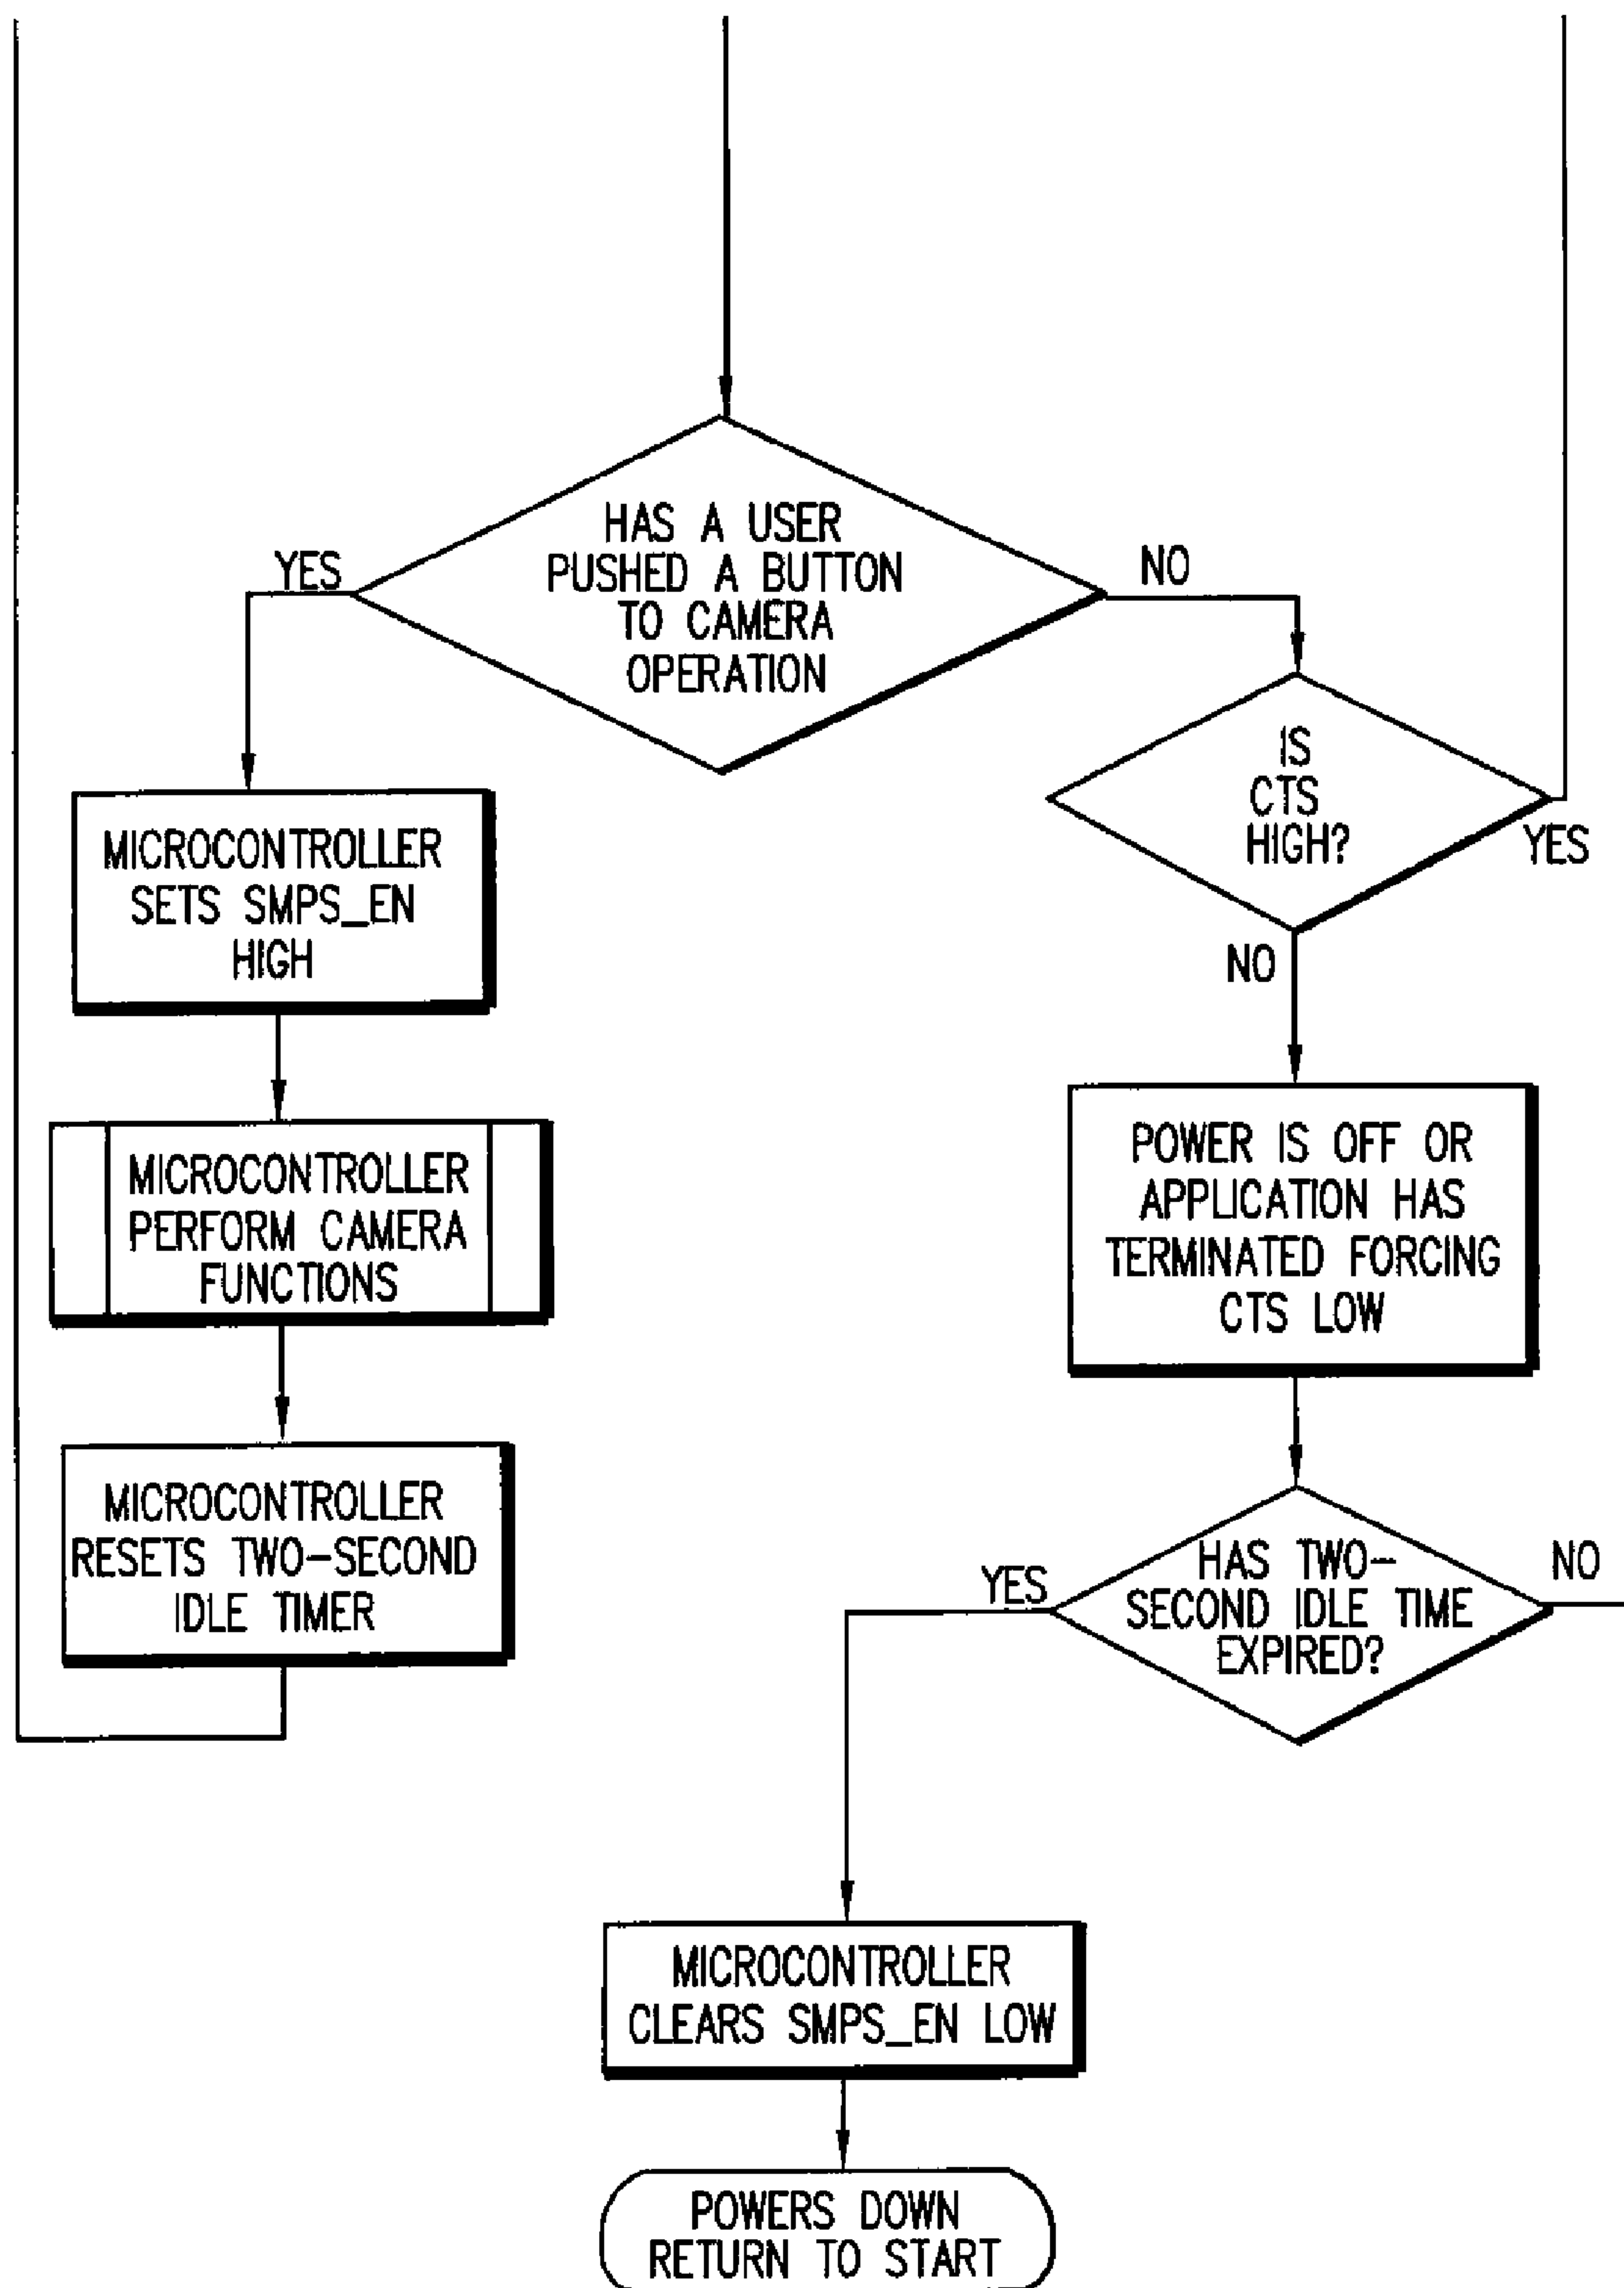 HAS A USER
PUSHED A BUTTON
TO CAMERA
OPERATION
YES
NO
IS
CTS
HIGH?
YES
NO
MICROCONTROLLER
SETS SMPS_EN
HIGH
MICROCONTROLLER
PERFORM CAMERA
FUNCTIONS
POWER IS OFF OR
APPLICATION HAS
TERMINATED FORCING
CTS LOW
MICROCONTROLLER
RESETS TWO-SECOND
IDLE TIMER
HAS TWO-
SECOND IDLE TIME
EXPIRED?
YES
NO
MICROCONTROLLER
CLEARS SMPS_EN LOW
POWERS DOWN
RETURN TO START